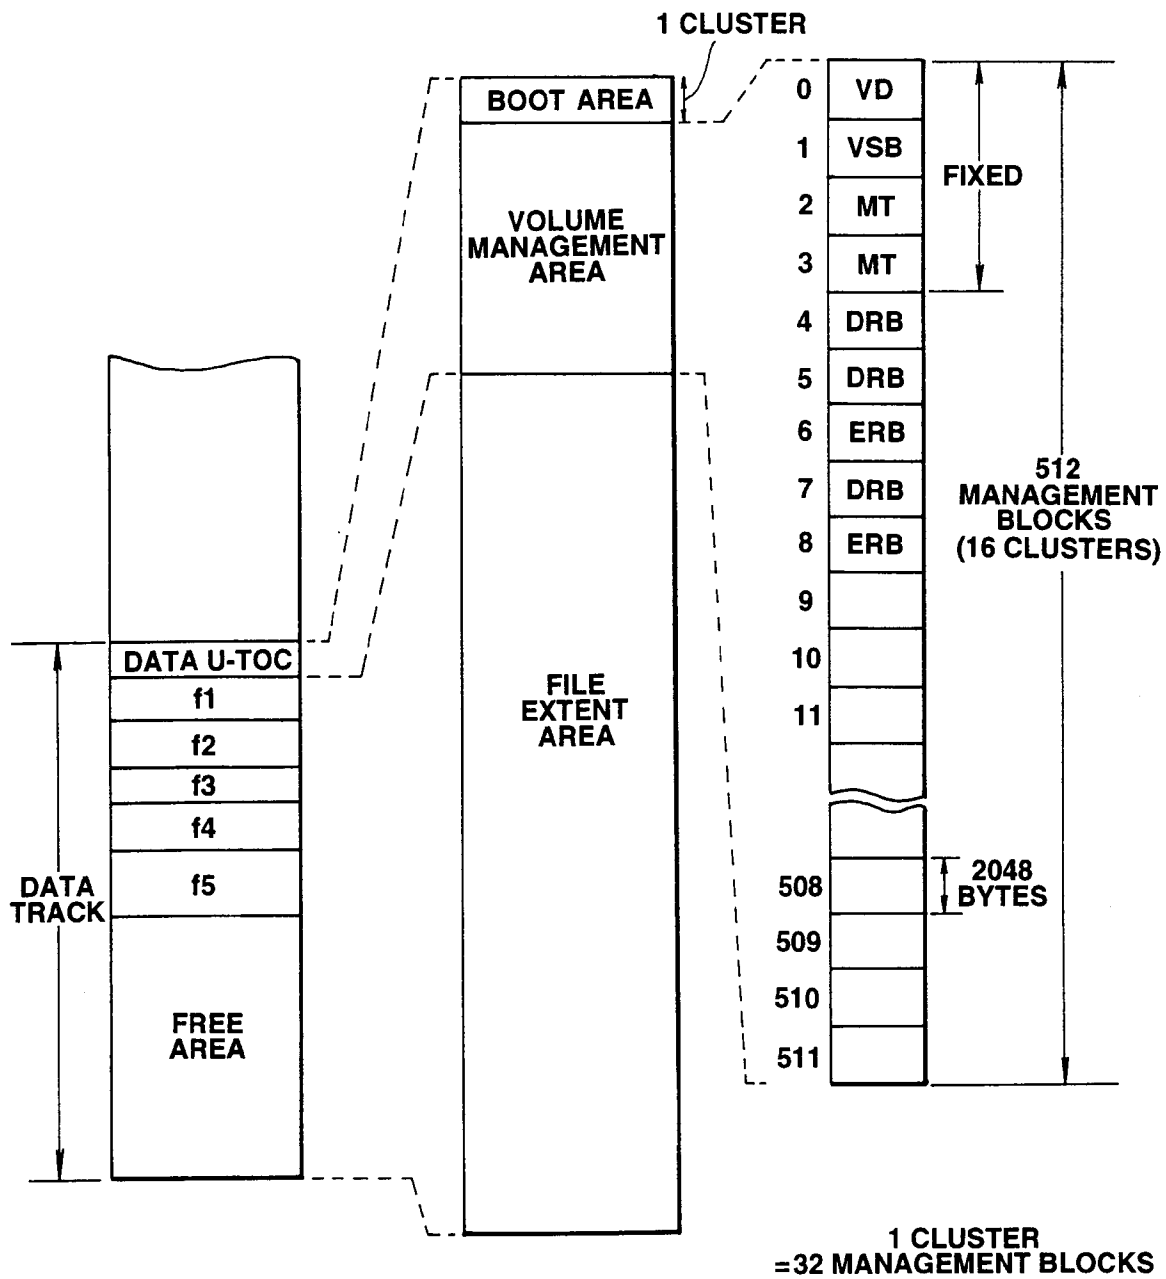 1 CLUSTER
BOOT AREA
VOLUME
MANAGEMENT
AREA
FILE
EXTENT
AREA
DATA U-TOC
f1
f2
f3
f4
f5
FREE
AREA
DATA
TRACK
0 VD
1 VSB
2 MT
3 MT
4 DRB
5 DRB
6 ERB
7 DRB
8 ERB
9
10
11
508
509
510
511
FIXED
512
MANAGEMENT
BLOCKS
(16 CLUSTERS)
2048
BYTES
1 CLUSTER
=32 MANAGEMENT BLOCKS